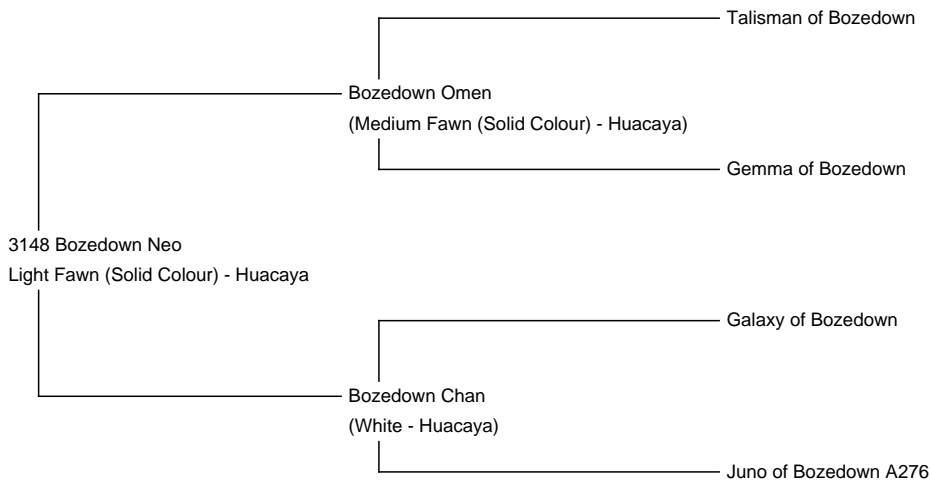 Talisman of Bozedown
Bozedown Omen
(Medium Fawn (Solid Colour) - Huacaya)
Gemma of Bozedown
3148 Bozedown Neo
Light Fawn (Solid Colour) - Huacaya
Galaxy of Bozedown
Bozedown Chan
(White - Huacaya)
Juno of Bozedown A276